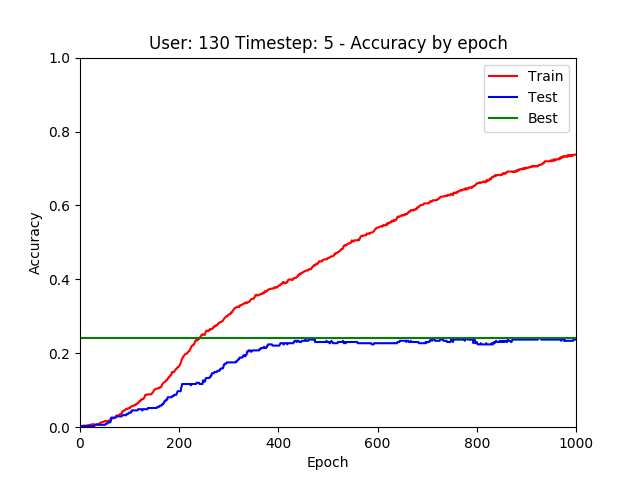 User: 130 Timestep: 5 - Accuracy by epoch
1.0
0.8
0.6
0.4
0.2
0.0
Accuracy
Train
Test
Best
0 200 400 600 800 1000
Epoch